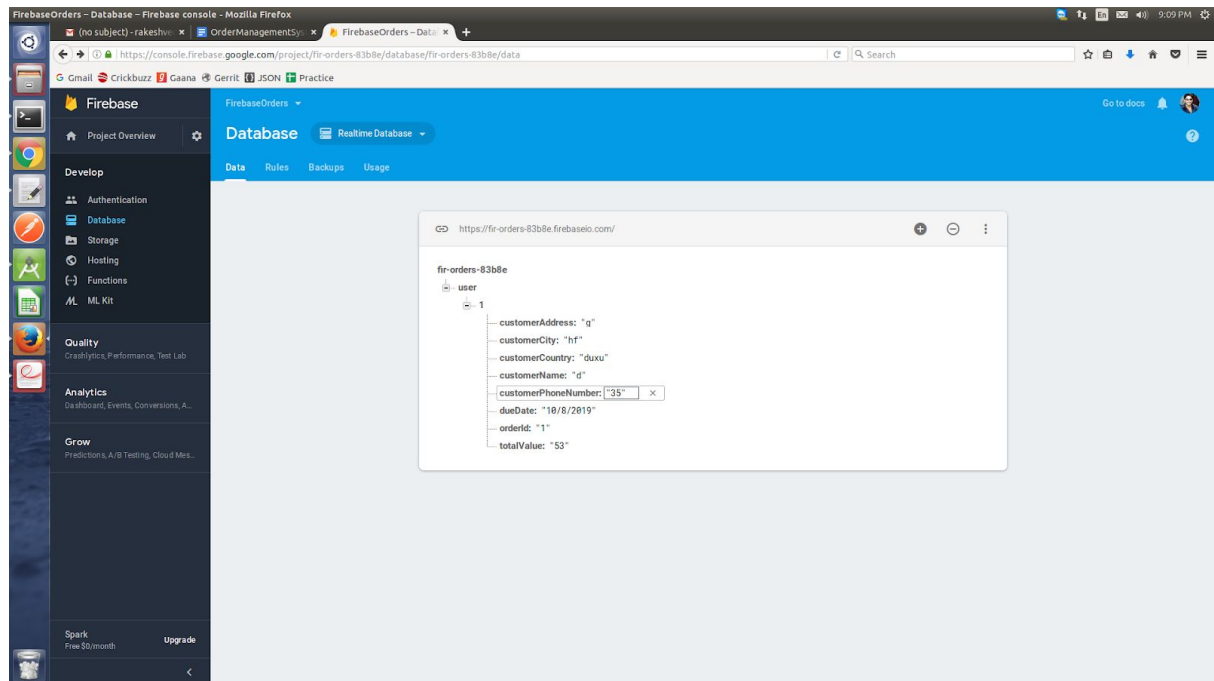 FirebaseOrders – Database – Firebase console - Mozilla Firefox
En 9:09 PM
(no subject) - rakeshve × OrderManagementSys × FirebaseOrders – Data × +
https://console.firebase.google.com/project/fir-orders-83b8e/database/fir-orders-83b8e/data Search
Gmail Crickbuzz Gaana Gerrit JSON Practice
Firebase FirebaseOrders Go to docs
Project Overview Database Realtime Database
Data Rules Backups Usage
Develop
Authentication
Database
Storage
Hosting
Functions
ML Kit
Quality
Crashlytics, Performance, Test Lab
Analytics
Dashboard, Events, Conversions, A...
Grow
Predictions, A/B Testing, Cloud Mes...
Spark
Free $0/month
Upgrade
https://fir-orders-83b8e.firebaseio.com/
fir-orders-83b8e
user
1
customerAddress: "g"
customerCity: "hf"
customerCountry: "duxu"
customerName: "d"
customerPhoneNumber: "35" ×
dueDate: "10/8/2019"
orderId: "1"
totalValue: "53"